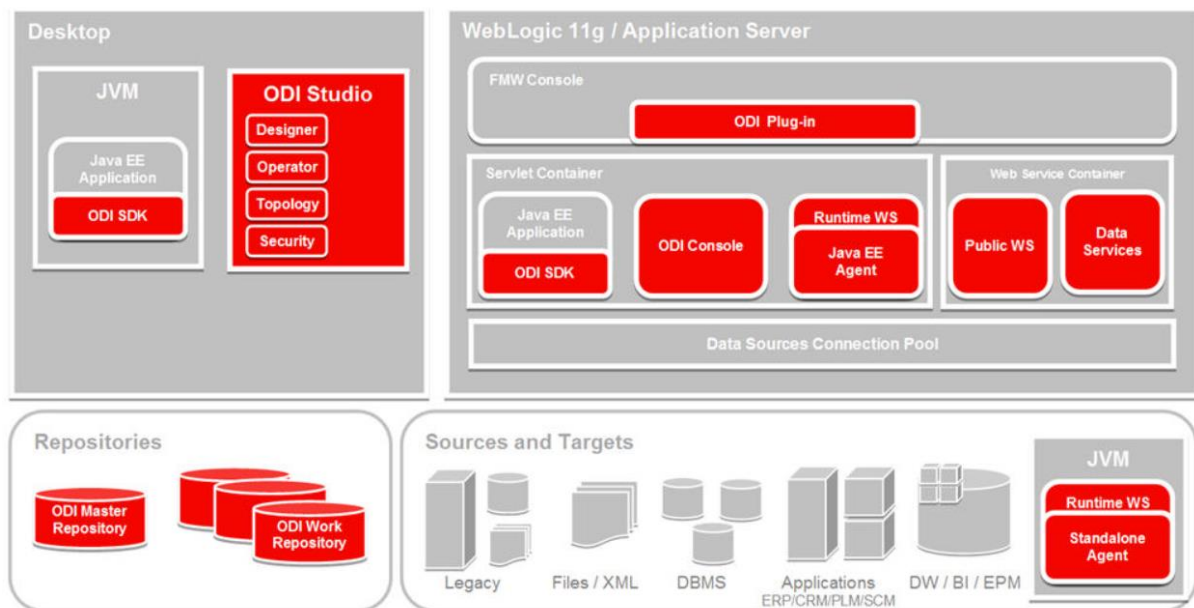 Desktop
JVM
Java EE
Application
ODI SDK
ODI Studio
Designer
Operator
Topology
Security
WebLogic 11g / Application Server
FMW Console
ODI Plug-in
Servlet Container
Java EE
Application
ODI SDK
ODI Console
Runtime WS
Java EE
Agent
Web Service Container
Public WS
Data
Services
Data Sources Connection Pool
Repositories
ODI Master
Repository
ODI Work
Repository
Sources and Targets
Legacy
Files / XML
DBMS
Applications
ERP/CRM/PLM/SCM
DW / BI / EPM
JVM
Runtime WS
Standalone
Agent